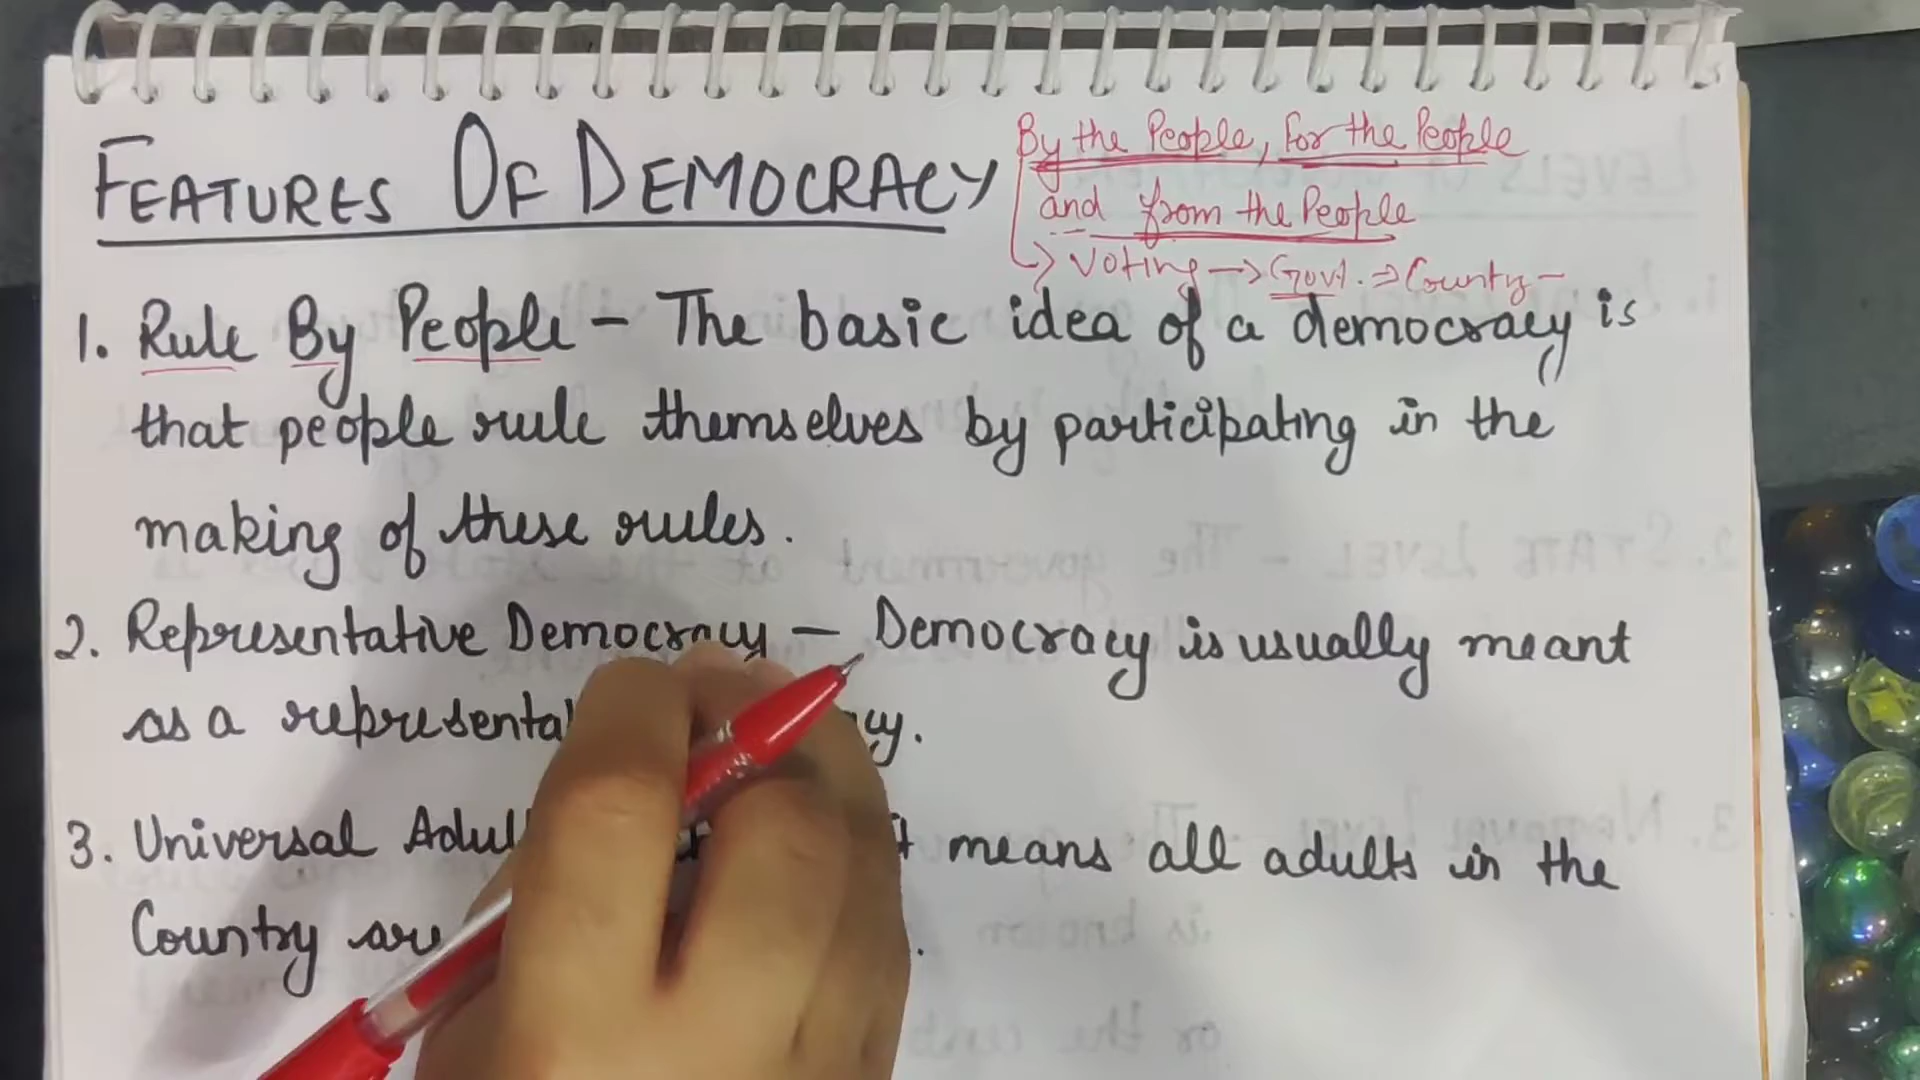 FEATURES OF DEMOCRACY
By the People, For the People
and from the People
→ Voting → Govt. ⇒ Country –
1. Rule By People – The basic idea of a democracy is
that people rule themselves by participating in the
making of these rules.
2. Representative Democracy – Democracy is usually meant
as a
3. Universal means all adults in the
Country are